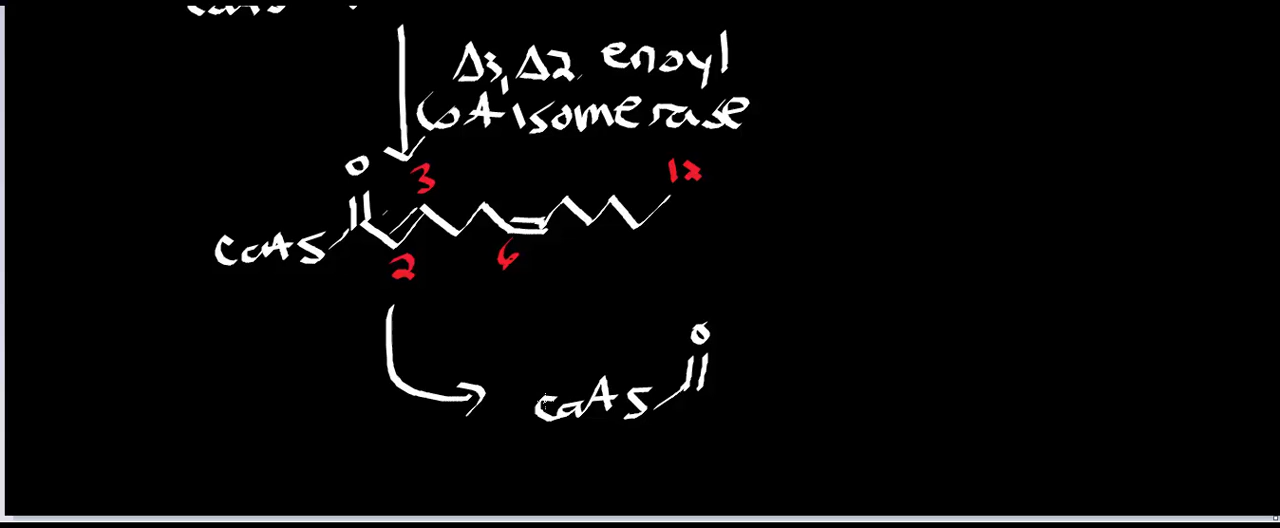 Δ3,Δ2 enoyl
CoA isomerase
O
3
12
CoAS
2
6
O
CoAS